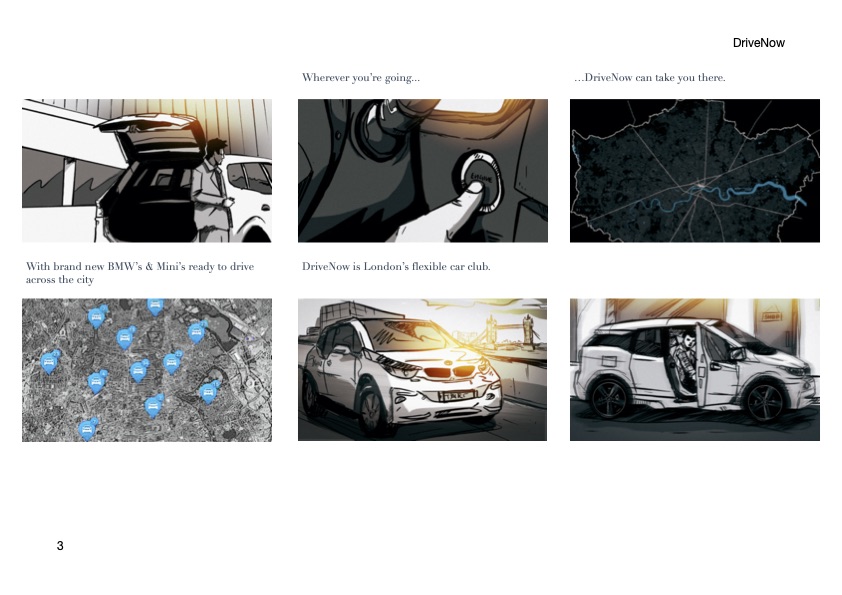 DriveNow
Wherever you're going...
...DriveNow can take you there.
ENGINE
With brand new BMW's & Mini's ready to drive
across the city
DriveNow is London's flexible car club.
3